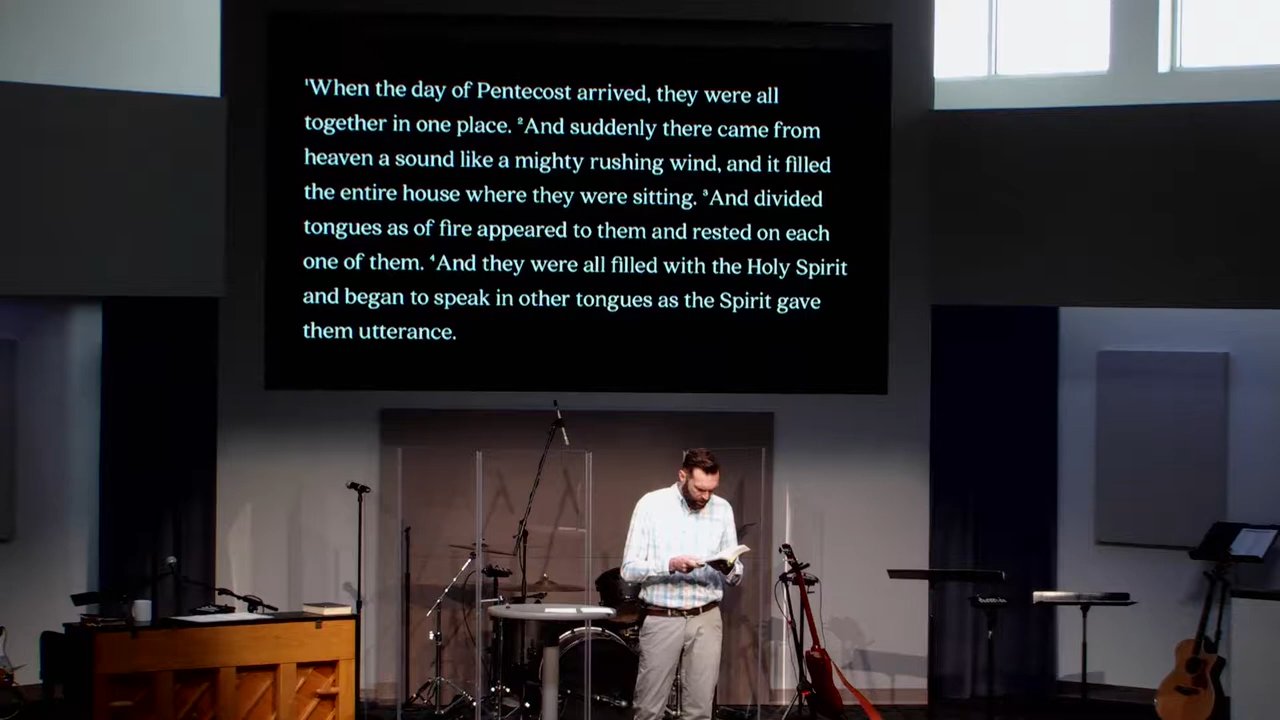 ¹When the day of Pentecost arrived, they were all
together in one place. ²And suddenly there came from
heaven a sound like a mighty rushing wind, and it filled
the entire house where they were sitting. ³And divided
tongues as of fire appeared to them and rested on each
one of them. ⁴And they were all filled with the Holy Spirit
and began to speak in other tongues as the Spirit gave
them utterance.